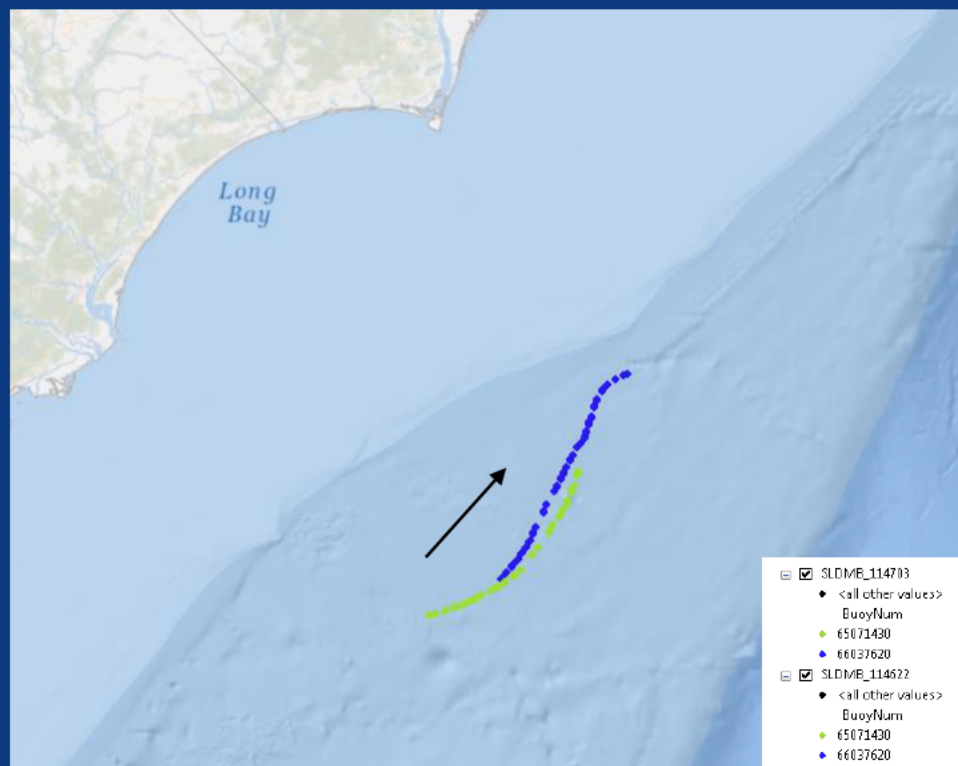 Long
Bay
SLDMB_114703
<all other values>
BuoyNum
65071430
66037620
SLDMB_114622
<all other values>
BuoyNum
65071430
66037620